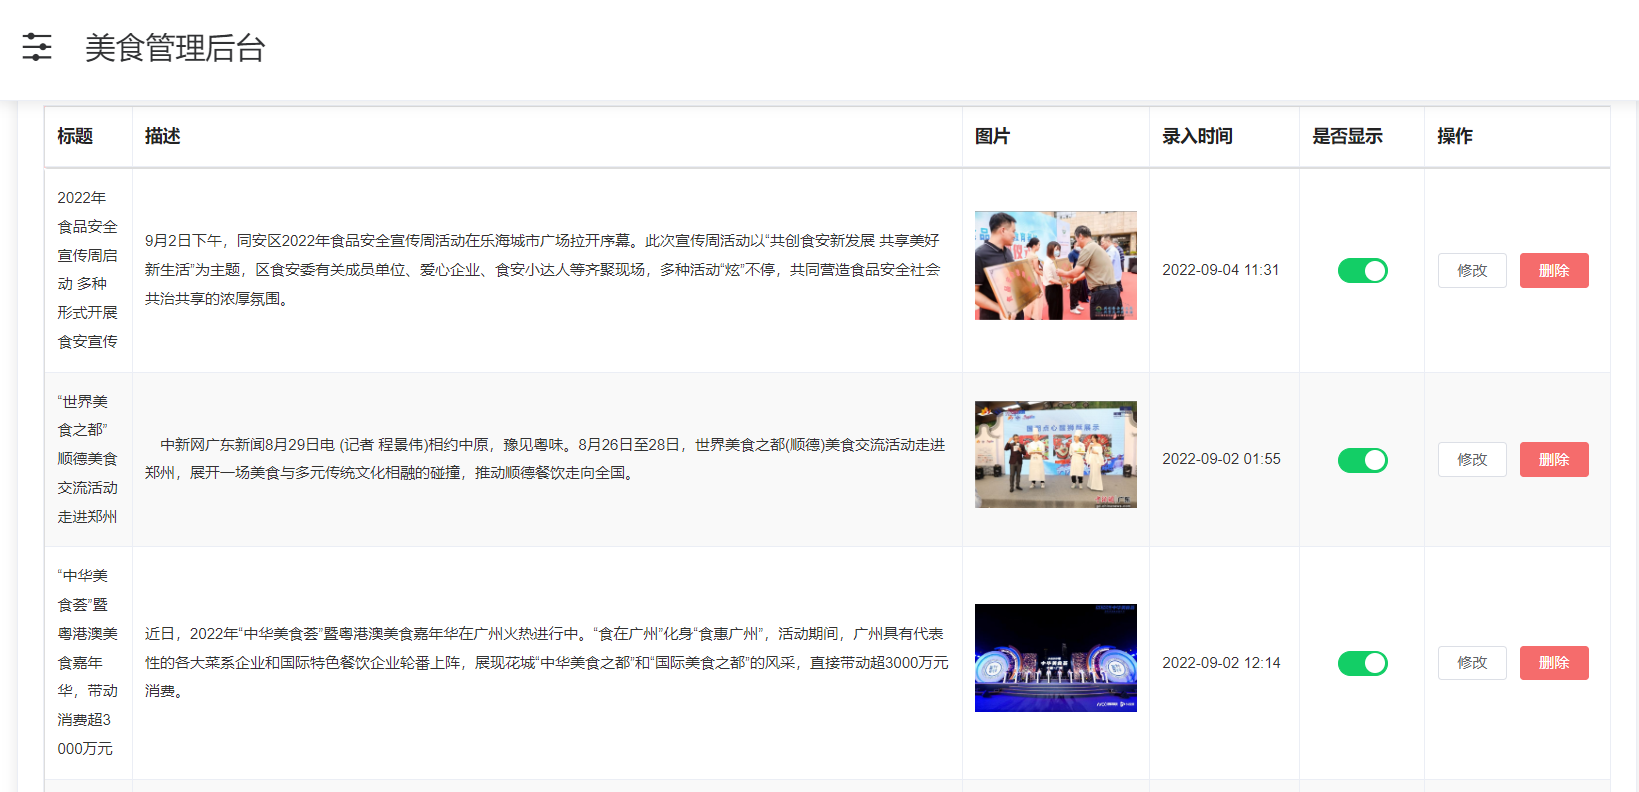 美食管理后台
标题 描述 图片 录入时间 是否显示 操作
2022年
食品安全
宣传周启
动 多种
形式开展
食安宣传
9月2日下午，同安区2022年食品安全宣传周活动在乐海城市广场拉开序幕。此次宣传周活动以“共创食安新发展 共享美好
新生活”为主题，区食安委有关成员单位、爱心企业、食安小达人等齐聚现场，多种活动“炫”不停，共同营造食品安全社会
共治共享的浓厚氛围。
2022-09-04 11:31
修改 删除
“世界美
食之都”
顺德美食
交流活动
走进郑州
中新网广东新闻8月29日电 (记者 程景伟)相约中原，豫见粤味。8月26日至28日，世界美食之都(顺德)美食交流活动走进
郑州，展开一场美食与多元传统文化相融的碰撞，推动顺德餐饮走向全国。
点心
展示
2022-09-02 01:55
修改 删除
“中华美
食荟”暨
粤港澳美
食嘉年
华，带动
消费超3
000万元
近日，2022年“中华美食荟”暨粤港澳美食嘉年华在广州火热进行中。“食在广州”化身“食惠广州”，活动期间，广州具有代表
性的各大菜系企业和国际特色餐饮企业轮番上阵，展现花城“中华美食之都”和“国际美食之都”的风采，直接带动超3000万元
消费。
中华美食荟
2022-09-02 12:14
修改 删除